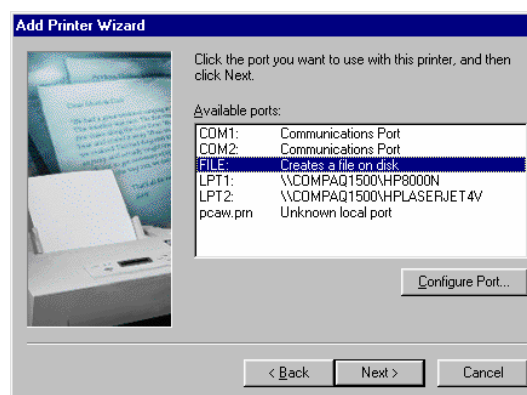 Add Printer Wizard
Click the port you want to use with this printer, and then
click Next.
Available ports:
COM1: Communications Port
COM2: Communications Port
FILE: Creates a file on disk
LPT1: \\COMPAQ1500\HP8000N
LPT2: \\COMPAQ1500\HPLASERJET4V
pcaw.prn Unknown local port
Configure Port...
< Back
Next >
Cancel